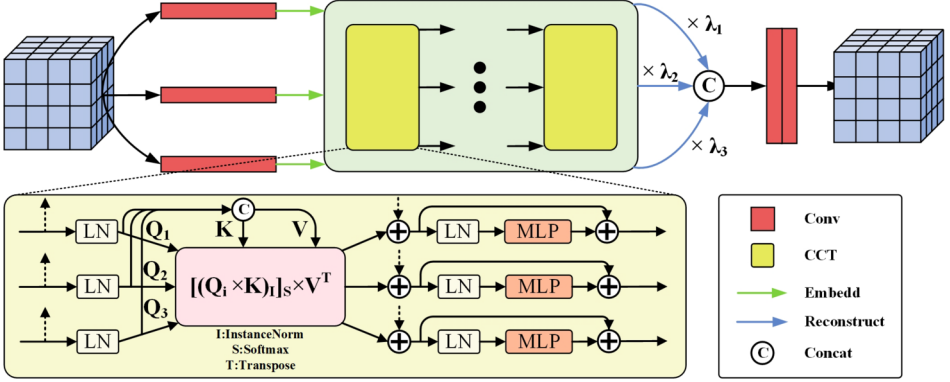 × λ1
× λ2
C
× λ3
LN
Q1
C
K
V
LN
MLP
LN
Q2
[(Qi ×K)I]S×V^T
LN
MLP
LN
Q3
LN
MLP
I:InstanceNorm
S:Softmax
T:Transpose
Conv
CCT
CCT
Embedd
Reconstruct
C
Concat